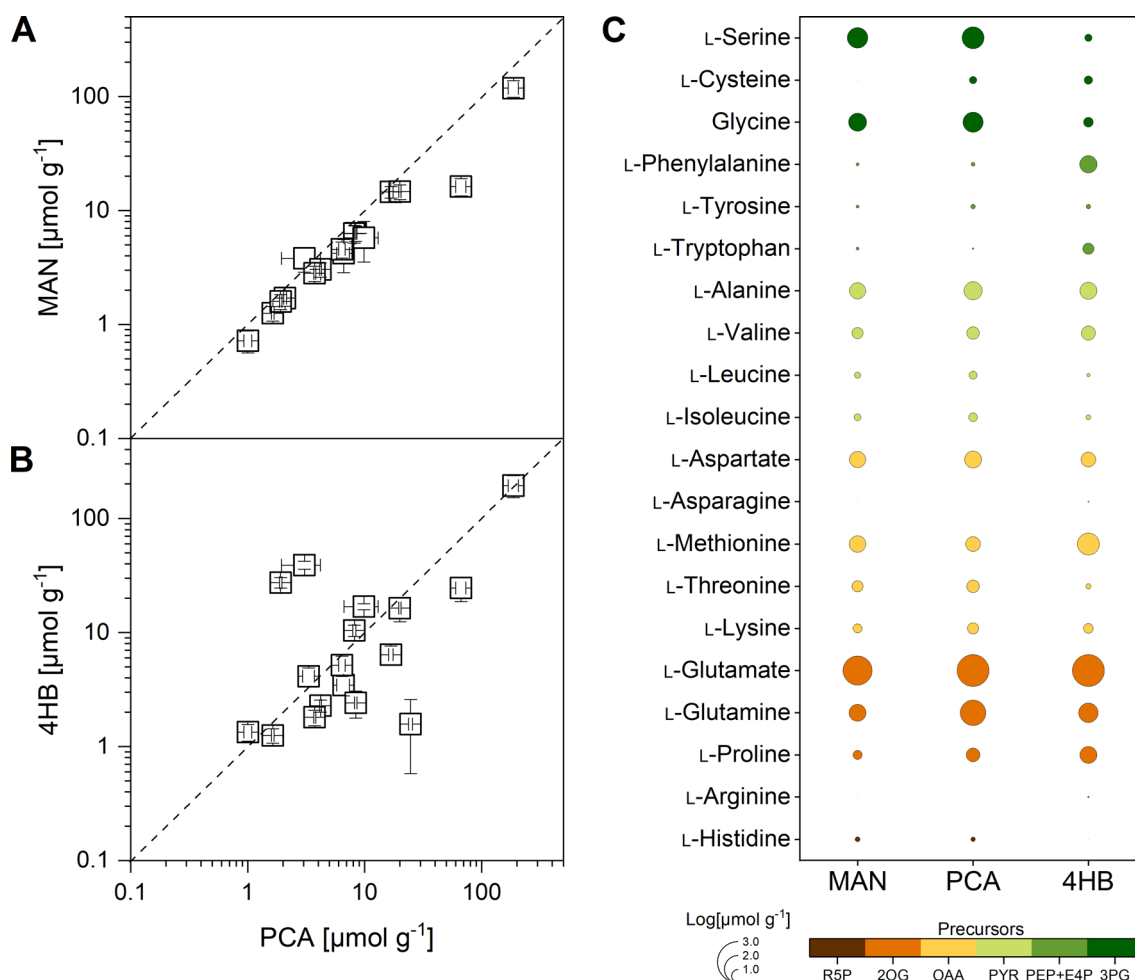 A
MAN [µmol g⁻¹]
100
10
1
0.1
B
4HB [µmol g⁻¹]
100
10
1
0.1
0.1 1 10 100
PCA [µmol g⁻¹]
C
L-Serine
L-Cysteine
Glycine
L-Phenylalanine
L-Tyrosine
L-Tryptophan
L-Alanine
L-Valine
L-Leucine
L-Isoleucine
L-Aspartate
L-Asparagine
L-Methionine
L-Threonine
L-Lysine
L-Glutamate
L-Glutamine
L-Proline
L-Arginine
L-Histidine
MAN PCA 4HB
Log[µmol g⁻¹]
3.0
2.0
1.0
Precursors
R5P 2OG OAA PYR PEP+E4P 3PG